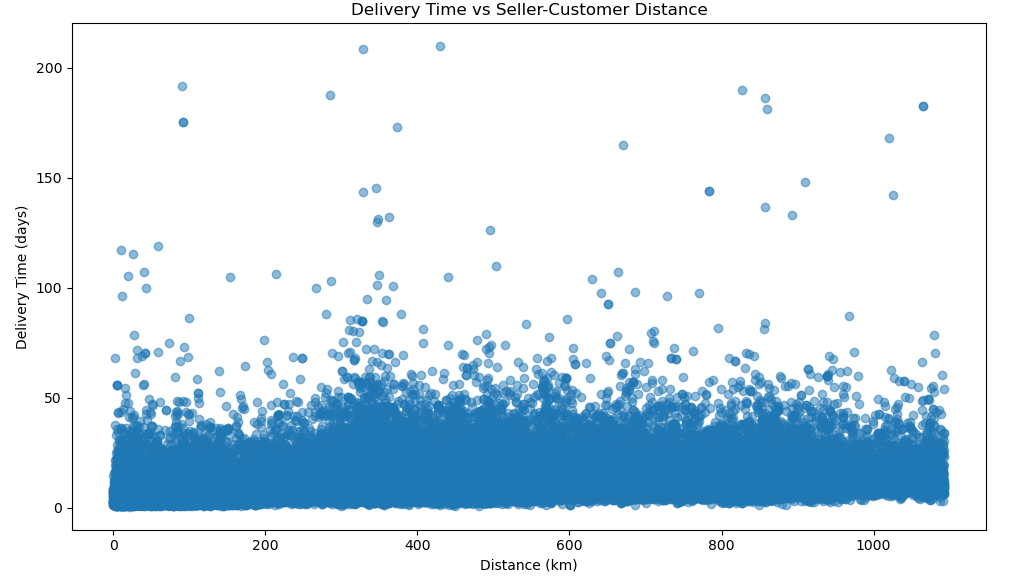 Delivery Time vs Seller-Customer Distance
Delivery Time (days)
200
150
100
50
0
0 200 400 600 800 1000
Distance (km)